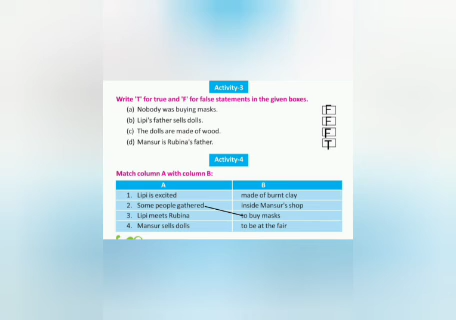 Activity-3
Write 'T' for true and 'F' for false statements in the given boxes.
(a) Nobody was buying masks. F
(b) Lipi's father sells dolls. F
(c) The dolls are made of wood. F
(d) Mansur is Rubina's father. T
Activity-4
Match column A with column B:
A B
1. Lipi is excited made of burnt clay
2. Some people gathered inside Mansur's shop
3. Lipi meets Rubina to buy masks
4. Mansur sells dolls to be at the fair